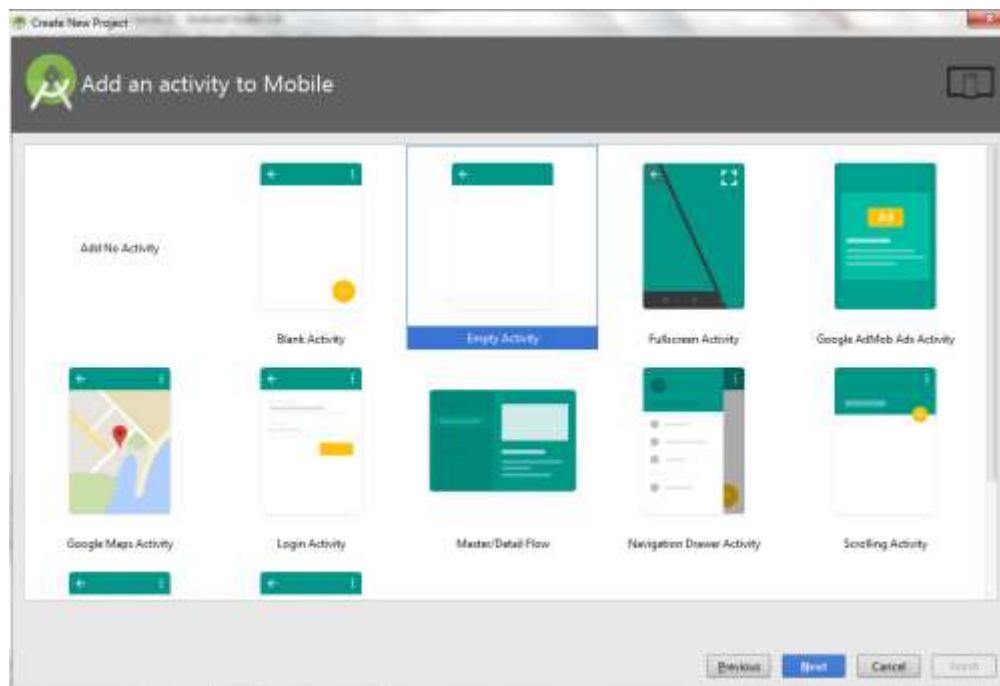 Create New Project
Add an activity to Mobile
Add No Activity
Blank Activity
Empty Activity
Fullscreen Activity
Ad
Google AdMob Ads Activity
Google Maps Activity
Login Activity
Master/Detail Flow
Navigation Drawer Activity
Scrolling Activity
Previous
Next
Cancel
Finish